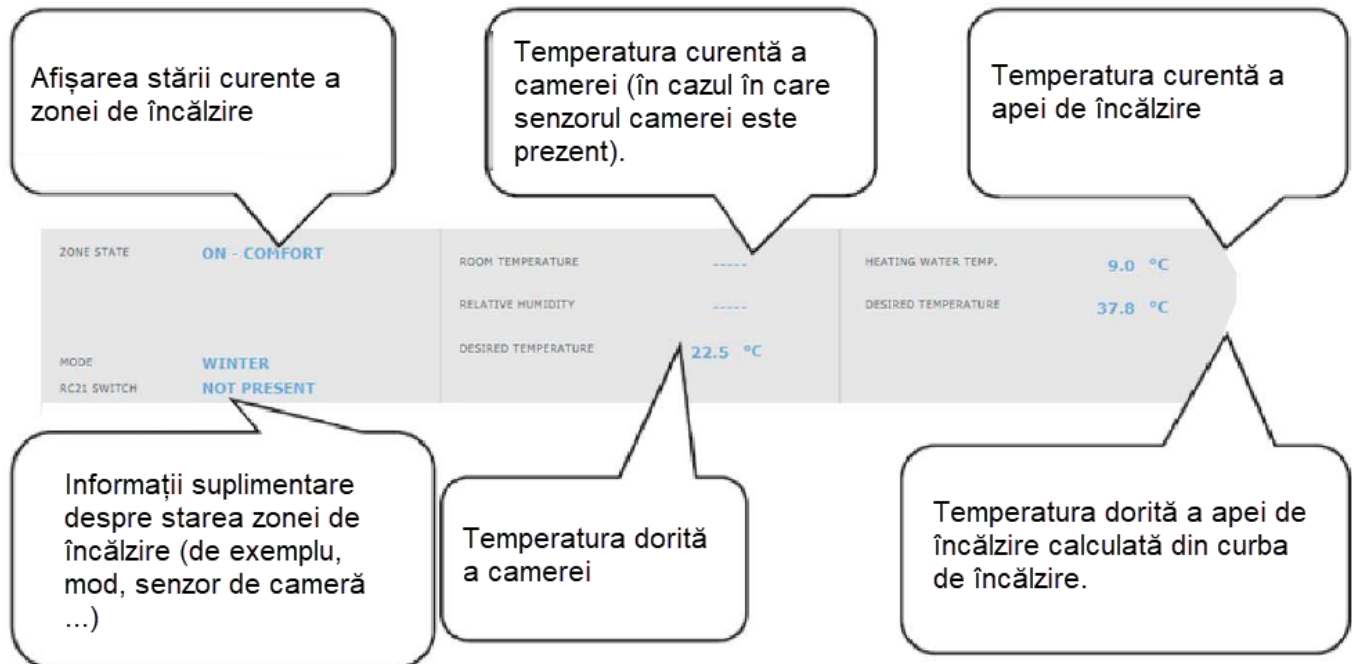 Afișarea stării curente a
zonei de încălzire
Temperatura curentă a
camerei (în cazul în care
senzorul camerei este
prezent).
Temperatura curentă a
apei de încălzire
ZONE STATE ON - COMFORT
MODE WINTER
RC21 SWITCH NOT PRESENT
ROOM TEMPERATURE -----
RELATIVE HUMIDITY -----
DESIRED TEMPERATURE 22.5 °C
HEATING WATER TEMP. 9.0 °C
DESIRED TEMPERATURE 37.8 °C
Informații suplimentare
despre starea zonei de
încălzire (de exemplu,
mod, senzor de cameră
...)
Temperatura dorită
a camerei
Temperatura dorită a apei de
încălzire calculată din curba
de încălzire.